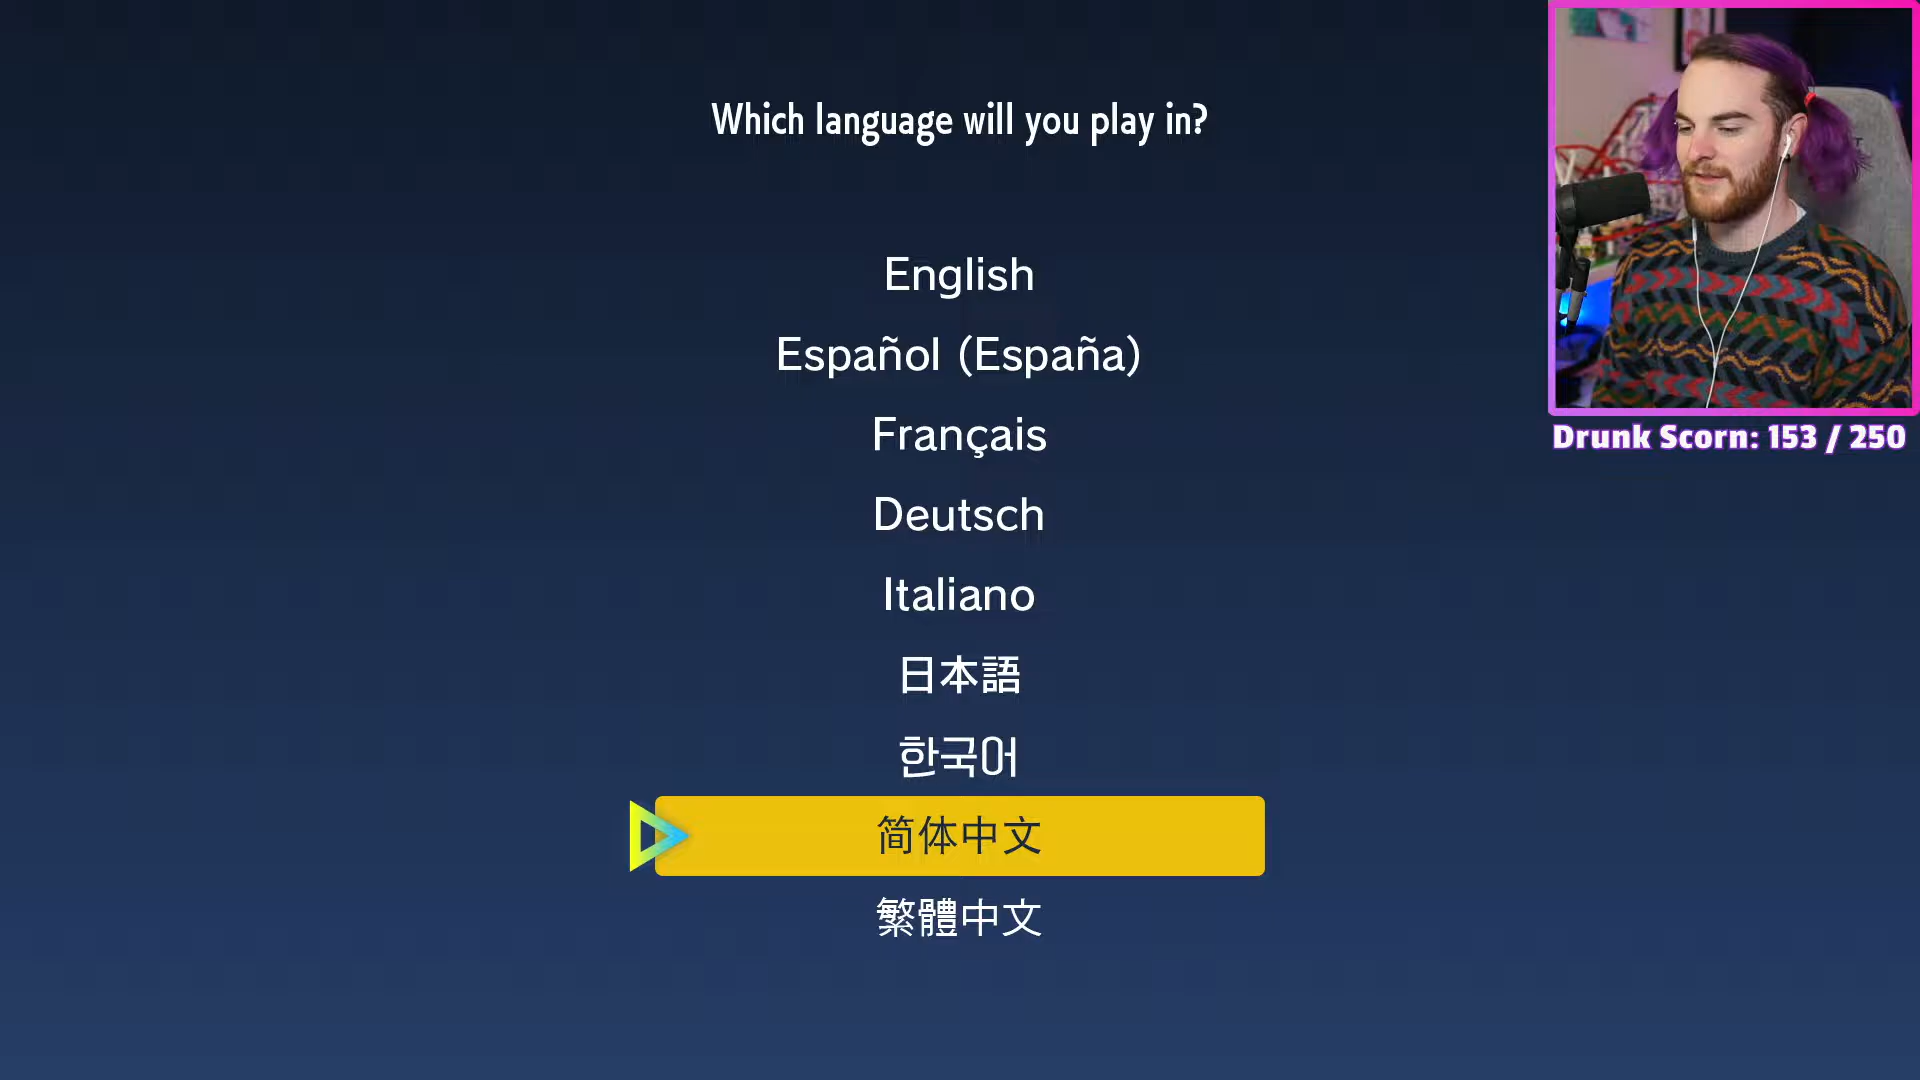 Which language will you play in?
English
Español (España)
Français
Deutsch
Italiano
日本語
한국어
简体中文
繁體中文
Drunk Scorn: 153 / 250